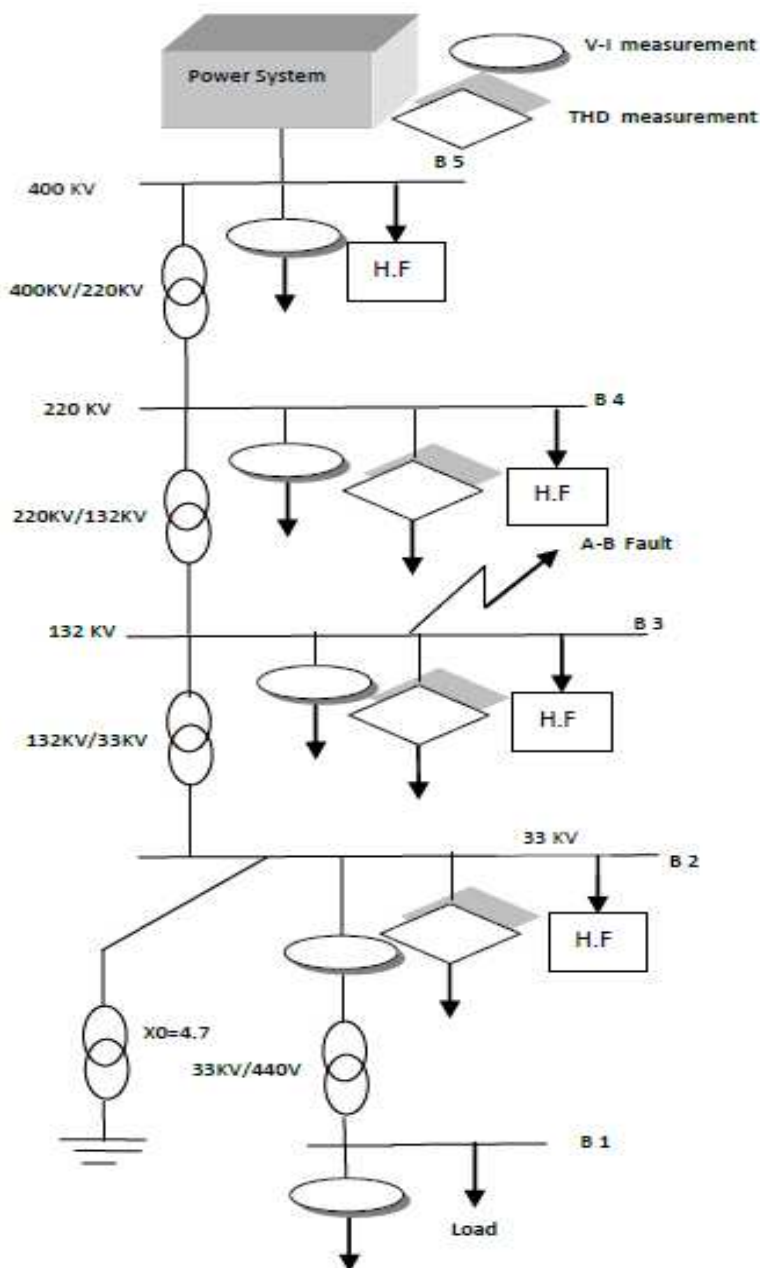 V-I measurement
Power System
THD measurement
B 5
400 KV
H.F
400KV/220KV
B 4
220 KV
H.F
220KV/132KV
A-B Fault
B 3
132 KV
H.F
132KV/33KV
33 KV
B 2
H.F
X0=4.7
33KV/440V
B 1
Load